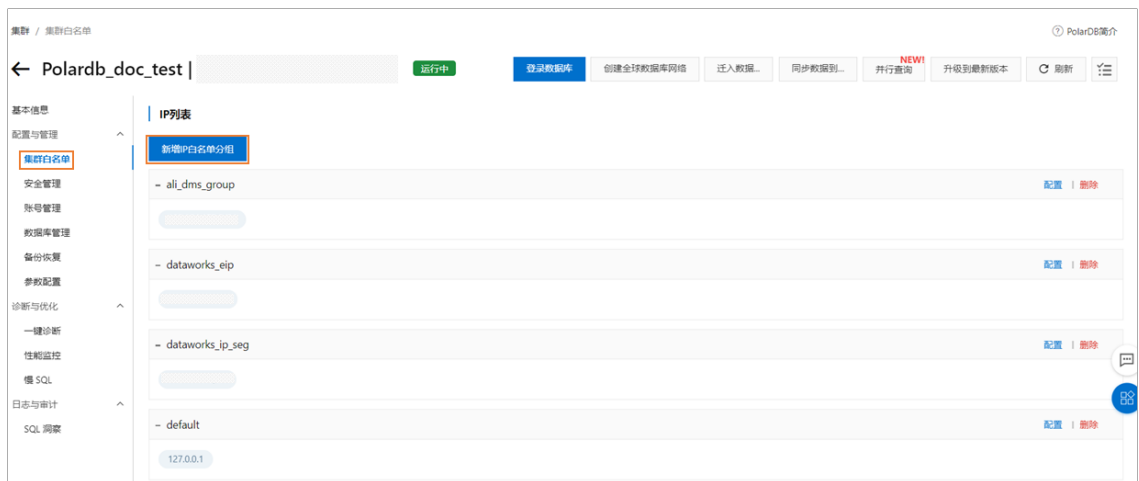 集群 / 集群白名单
PolarDB简介
← Polardb_doc_test |
运行中
登录数据库
创建全球数据库网络
迁入数据...
同步数据到...
NEW!
并行查询
升级到最新版本
刷新
基本信息
配置与管理
集群白名单
安全管理
账号管理
数据库管理
备份恢复
参数配置
诊断与优化
一键诊断
性能监控
慢 SQL
日志与审计
SQL 洞察
IP列表
新增IP白名单分组
- ali_dms_group
配置 | 删除
- dataworks_eip
配置 | 删除
- dataworks_ip_seg
配置 | 删除
- default
配置 | 删除
127.0.0.1